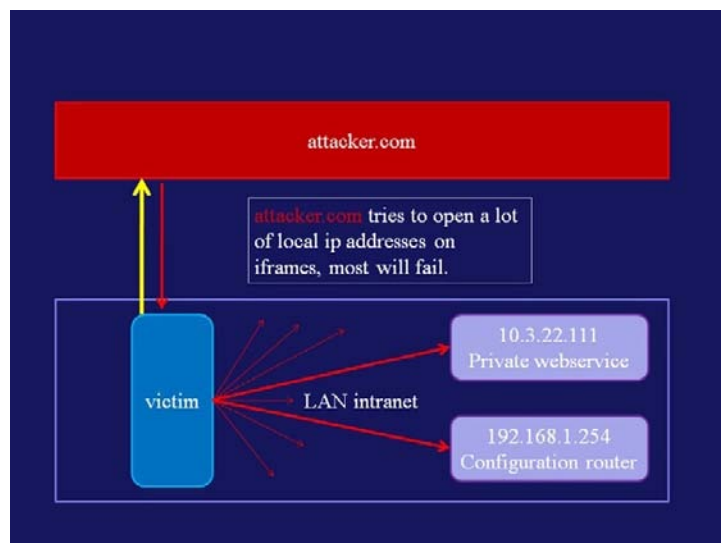 attacker.com
attacker.com tries to open a lot
of local ip addresses on
iframes, most will fail.
victim
LAN intranet
10.3.22.111
Private webservice
192.168.1.254
Configuration router